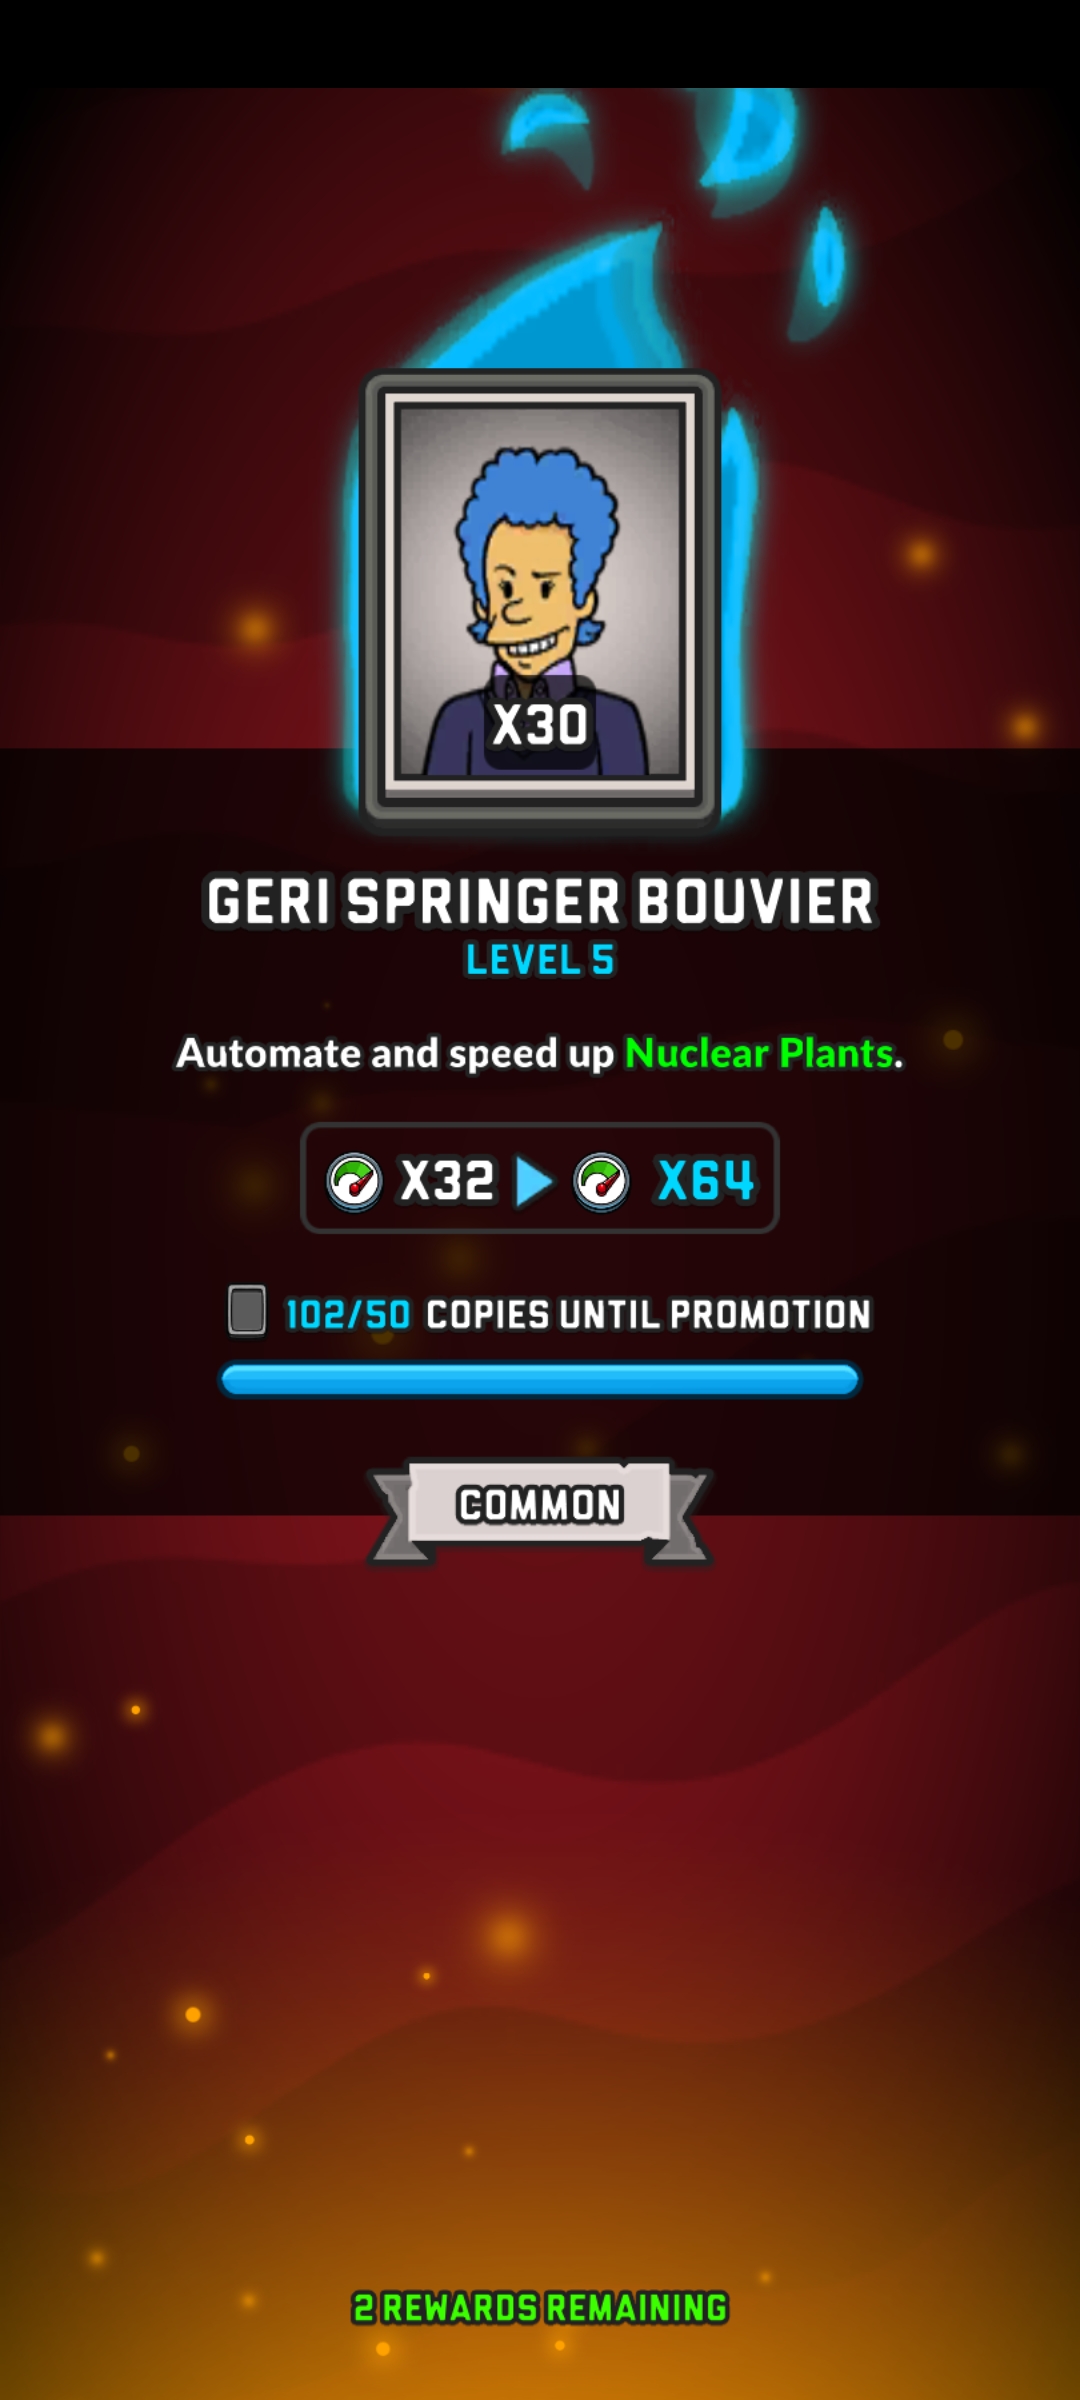 X30
GERI SPRINGER BOUVIER
LEVEL 5
Automate and speed up Nuclear Plants.
X32 X64
102/50 COPIES UNTIL PROMOTION
COMMON
2 REWARDS REMAINING